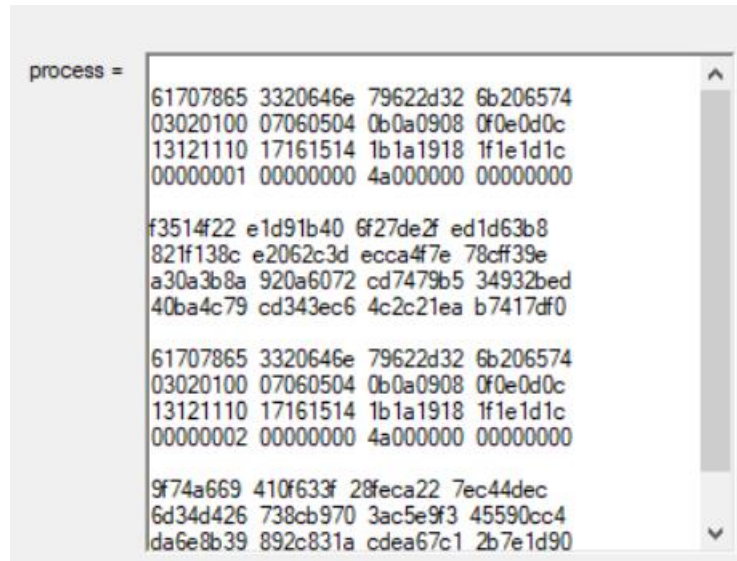 process =
61707865 3320646e 79622d32 6b206574
03020100 07060504 0b0a0908 0f0e0d0c
13121110 17161514 1b1a1918 1f1e1d1c
00000001 00000000 4a000000 00000000
f3514f22 e1d91b40 6f27de2f ed1d63b8
821f138c e2062c3d ecca4f7e 78cff39e
a30a3b8a 920a6072 cd7479b5 34932bed
40ba4c79 cd343ec6 4c2c21ea b7417df0
61707865 3320646e 79622d32 6b206574
03020100 07060504 0b0a0908 0f0e0d0c
13121110 17161514 1b1a1918 1f1e1d1c
00000002 00000000 4a000000 00000000
9f74a669 410f633f 28feca22 7ec44dec
6d34d426 738cb970 3ac5e9f3 45590cc4
da6e8b39 892c831a cdea67c1 2b7e1d90